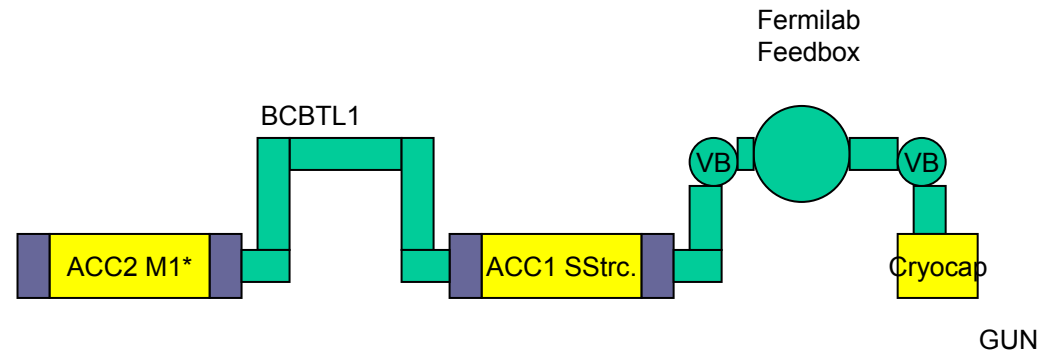 Fermilab
Feedbox
BCBTL1
VB
VB
ACC2 M1*
ACC1 SStrc.
Cryocap
GUN